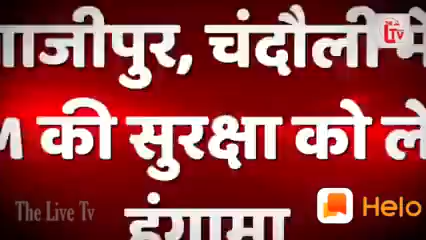 गाजीपुर, चंदौली में
M की सुरक्षा को ले
हंगामा
The Live Tv
Helo